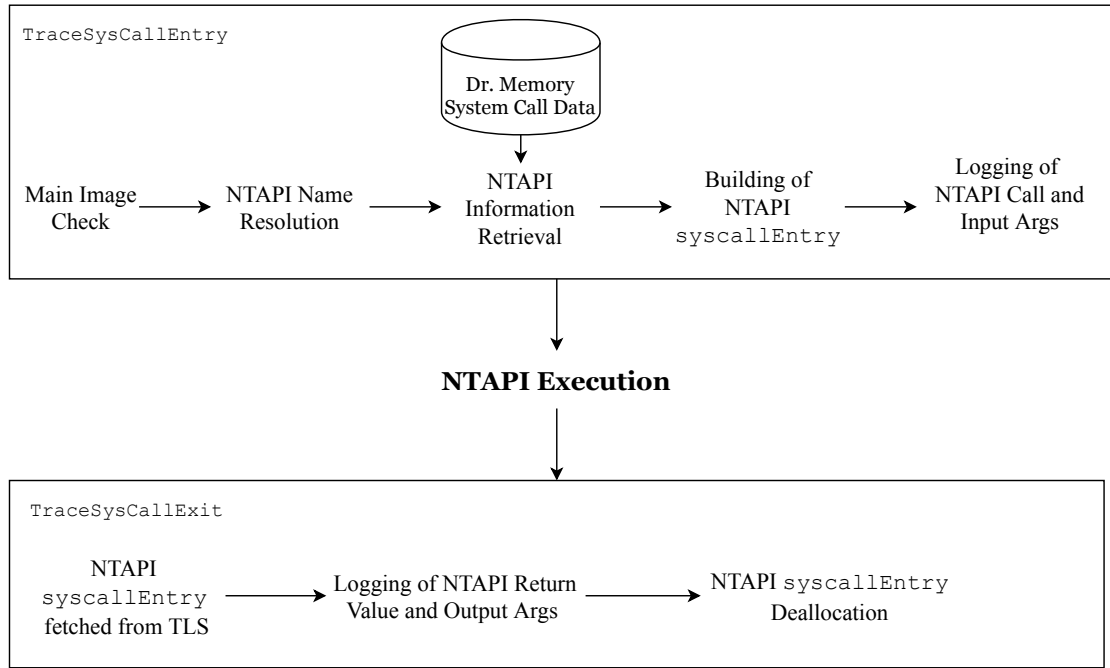 TraceSysCallEntry
Dr. Memory
System Call Data
Main Image
Check
NTAPI Name
Resolution
NTAPI
Information
Retrieval
Building of
NTAPI
syscallEntry
Logging of
NTAPI Call and
Input Args
NTAPI Execution
TraceSysCallExit
NTAPI
syscallEntry
fetched from TLS
Logging of NTAPI Return
Value and Output Args
NTAPI syscallEntry
Deallocation